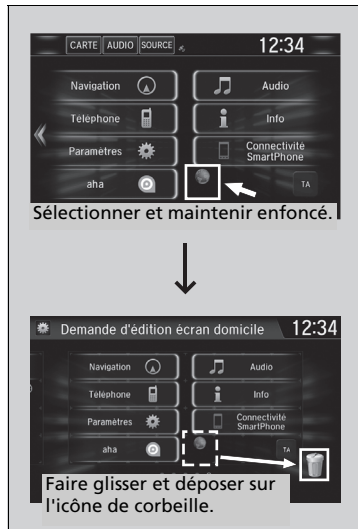 CARTE AUDIO SOURCE 12:34
Navigation Audio
Téléphone Info
Paramètres Connectivité
SmartPhone
aha TA
Sélectionner et maintenir enfoncé.
Demande d'édition écran domicile 12:34
Navigation Audio
Téléphone Info
Paramètres Connectivité
SmartPhone
aha TA
Faire glisser et déposer sur
l'icône de corbeille.